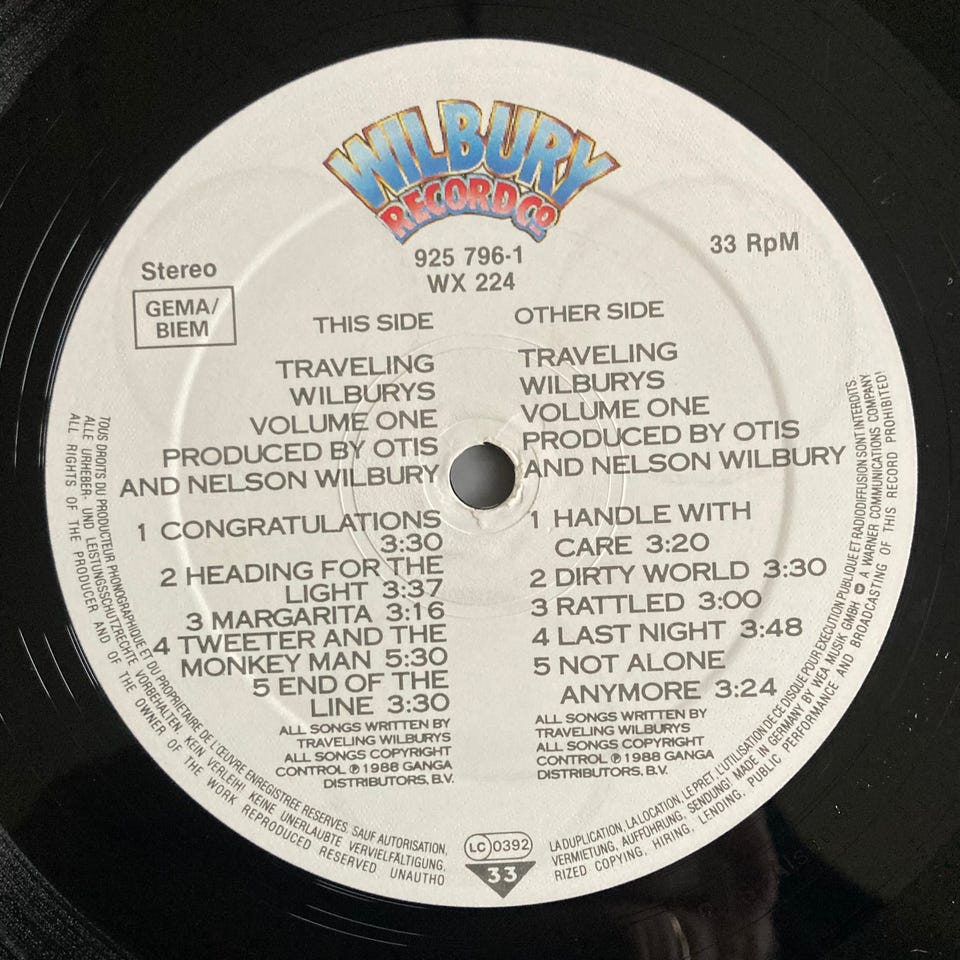 WILBURY
RECORD CO
925 796-1
WX 224
33 RpM
Stereo
GEMA/
BIEM
THIS SIDE
TRAVELING
WILBURYS
VOLUME ONE
PRODUCED BY OTIS
AND NELSON WILBURY
1 CONGRATULATIONS
3:30
2 HEADING FOR THE
LIGHT 3:37
3 MARGARITA 3:16
4 TWEETER AND THE
MONKEY MAN 5:30
5 END OF THE
LINE 3:30
ALL SONGS WRITTEN BY
TRAVELING WILBURYS
ALL SONGS COPYRIGHT
CONTROL ℗ 1988 GANGA
DISTRIBUTORS, B.V.
OTHER SIDE
TRAVELING
WILBURYS
VOLUME ONE
PRODUCED BY OTIS
AND NELSON WILBURY
1 HANDLE WITH
CARE 3:20
2 DIRTY WORLD 3:30
3 RATTLED 3:00
4 LAST NIGHT 3:48
5 NOT ALONE
ANYMORE 3:24
ALL SONGS WRITTEN BY
TRAVELING WILBURYS
ALL SONGS COPYRIGHT
CONTROL ℗ 1988 GANGA
DISTRIBUTORS, B.V.
TOUS DROITS DU PRODUCTEUR PHONOGRAPHIQUE ET DU PROPRIETAIRE DE L'ŒUVRE ENREGISTREE RESERVES. SAUF AUTORISATION,
LA DUPLICATION, LA LOCATION, LE PRET, L'UTILISATION DE CE DISQUE POUR EXECUTION PUBLIQUE ET RADIODIFFUSION SONT INTERDITS.
ALLE URHEBER- UND LEISTUNGSSCHUTZRECHTE VORBEHALTEN. KEIN VERLEIH! KEINE UNERLAUBTE VERVIELFÄLTIGUNG,
VERMIETUNG, AUFFÜHRUNG, SENDUNG! MADE IN GERMANY BY WEA MUSIK GMBH A WARNER COMMUNICATIONS COMPANY
ALL RIGHTS OF THE PRODUCER AND OF THE OWNER OF THE WORK REPRODUCED RESERVED UNAUTHO
RIZED COPYING, HIRING, LENDING, PUBLIC PERFORMANCE AND BROADCASTING OF THIS RECORD PROHIBITED!
LC 0392
33